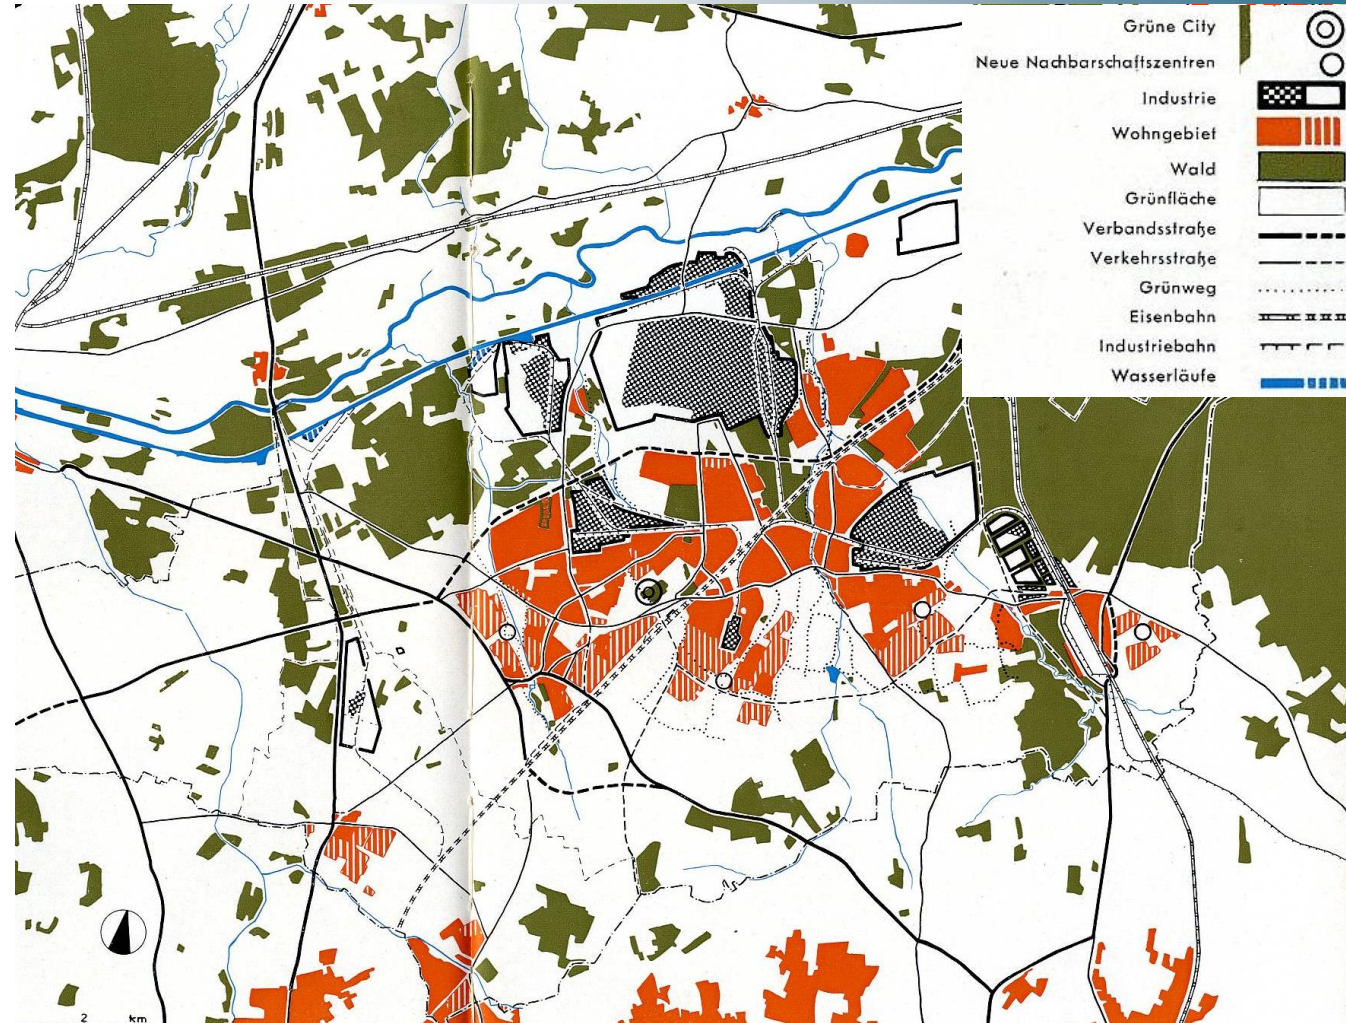 Grüne City
Neue Nachbarschaftszentren
Industrie
Wohngebiet
Wald
Grünfläche
Verbandsstraße
Verkehrsstraße
Grünweg
Eisenbahn
Industriebahn
Wasserläufe
2 km